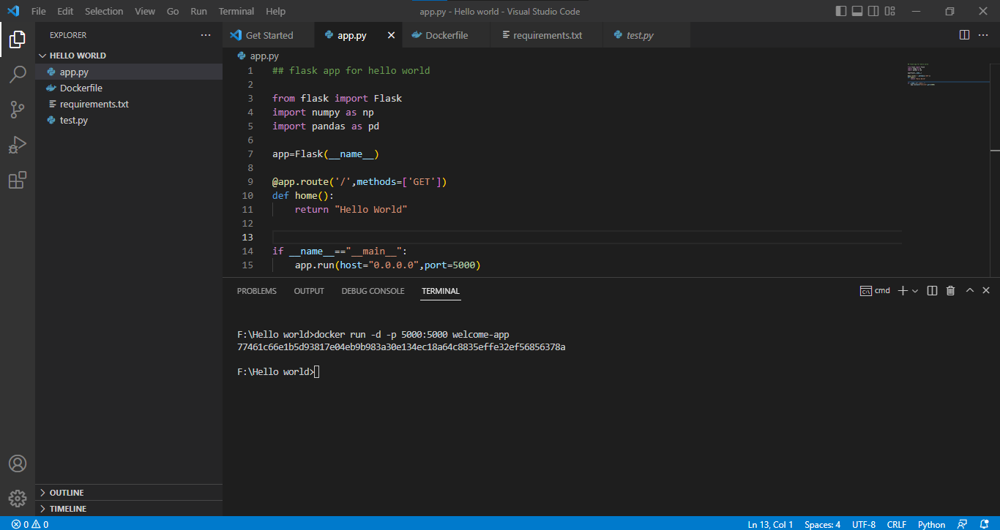 File Edit Selection View Go Run Terminal Help app.py - Hello world - Visual Studio Code
EXPLORER
HELLO WORLD
app.py
Dockerfile
requirements.txt
test.py
OUTLINE
TIMELINE
Get Started app.py Dockerfile requirements.txt test.py
app.py
1 ## flask app for hello world
2
3 from flask import Flask
4 import numpy as np
5 import pandas as pd
6
7 app=Flask(__name__)
8
9 @app.route('/',methods=['GET'])
10 def home():
11 return "Hello World"
12
13
14 if __name__=="__main__":
15 app.run(host="0.0.0.0",port=5000)
PROBLEMS OUTPUT DEBUG CONSOLE TERMINAL cmd
F:\Hello world>docker run -d -p 5000:5000 welcome-app
77461c66e1b5d93817e04eb9b983a30e134ec18a64c8835effe32ef56856378a
F:\Hello world>
0 0 Ln 13, Col 1 Spaces: 4 UTF-8 CRLF Python